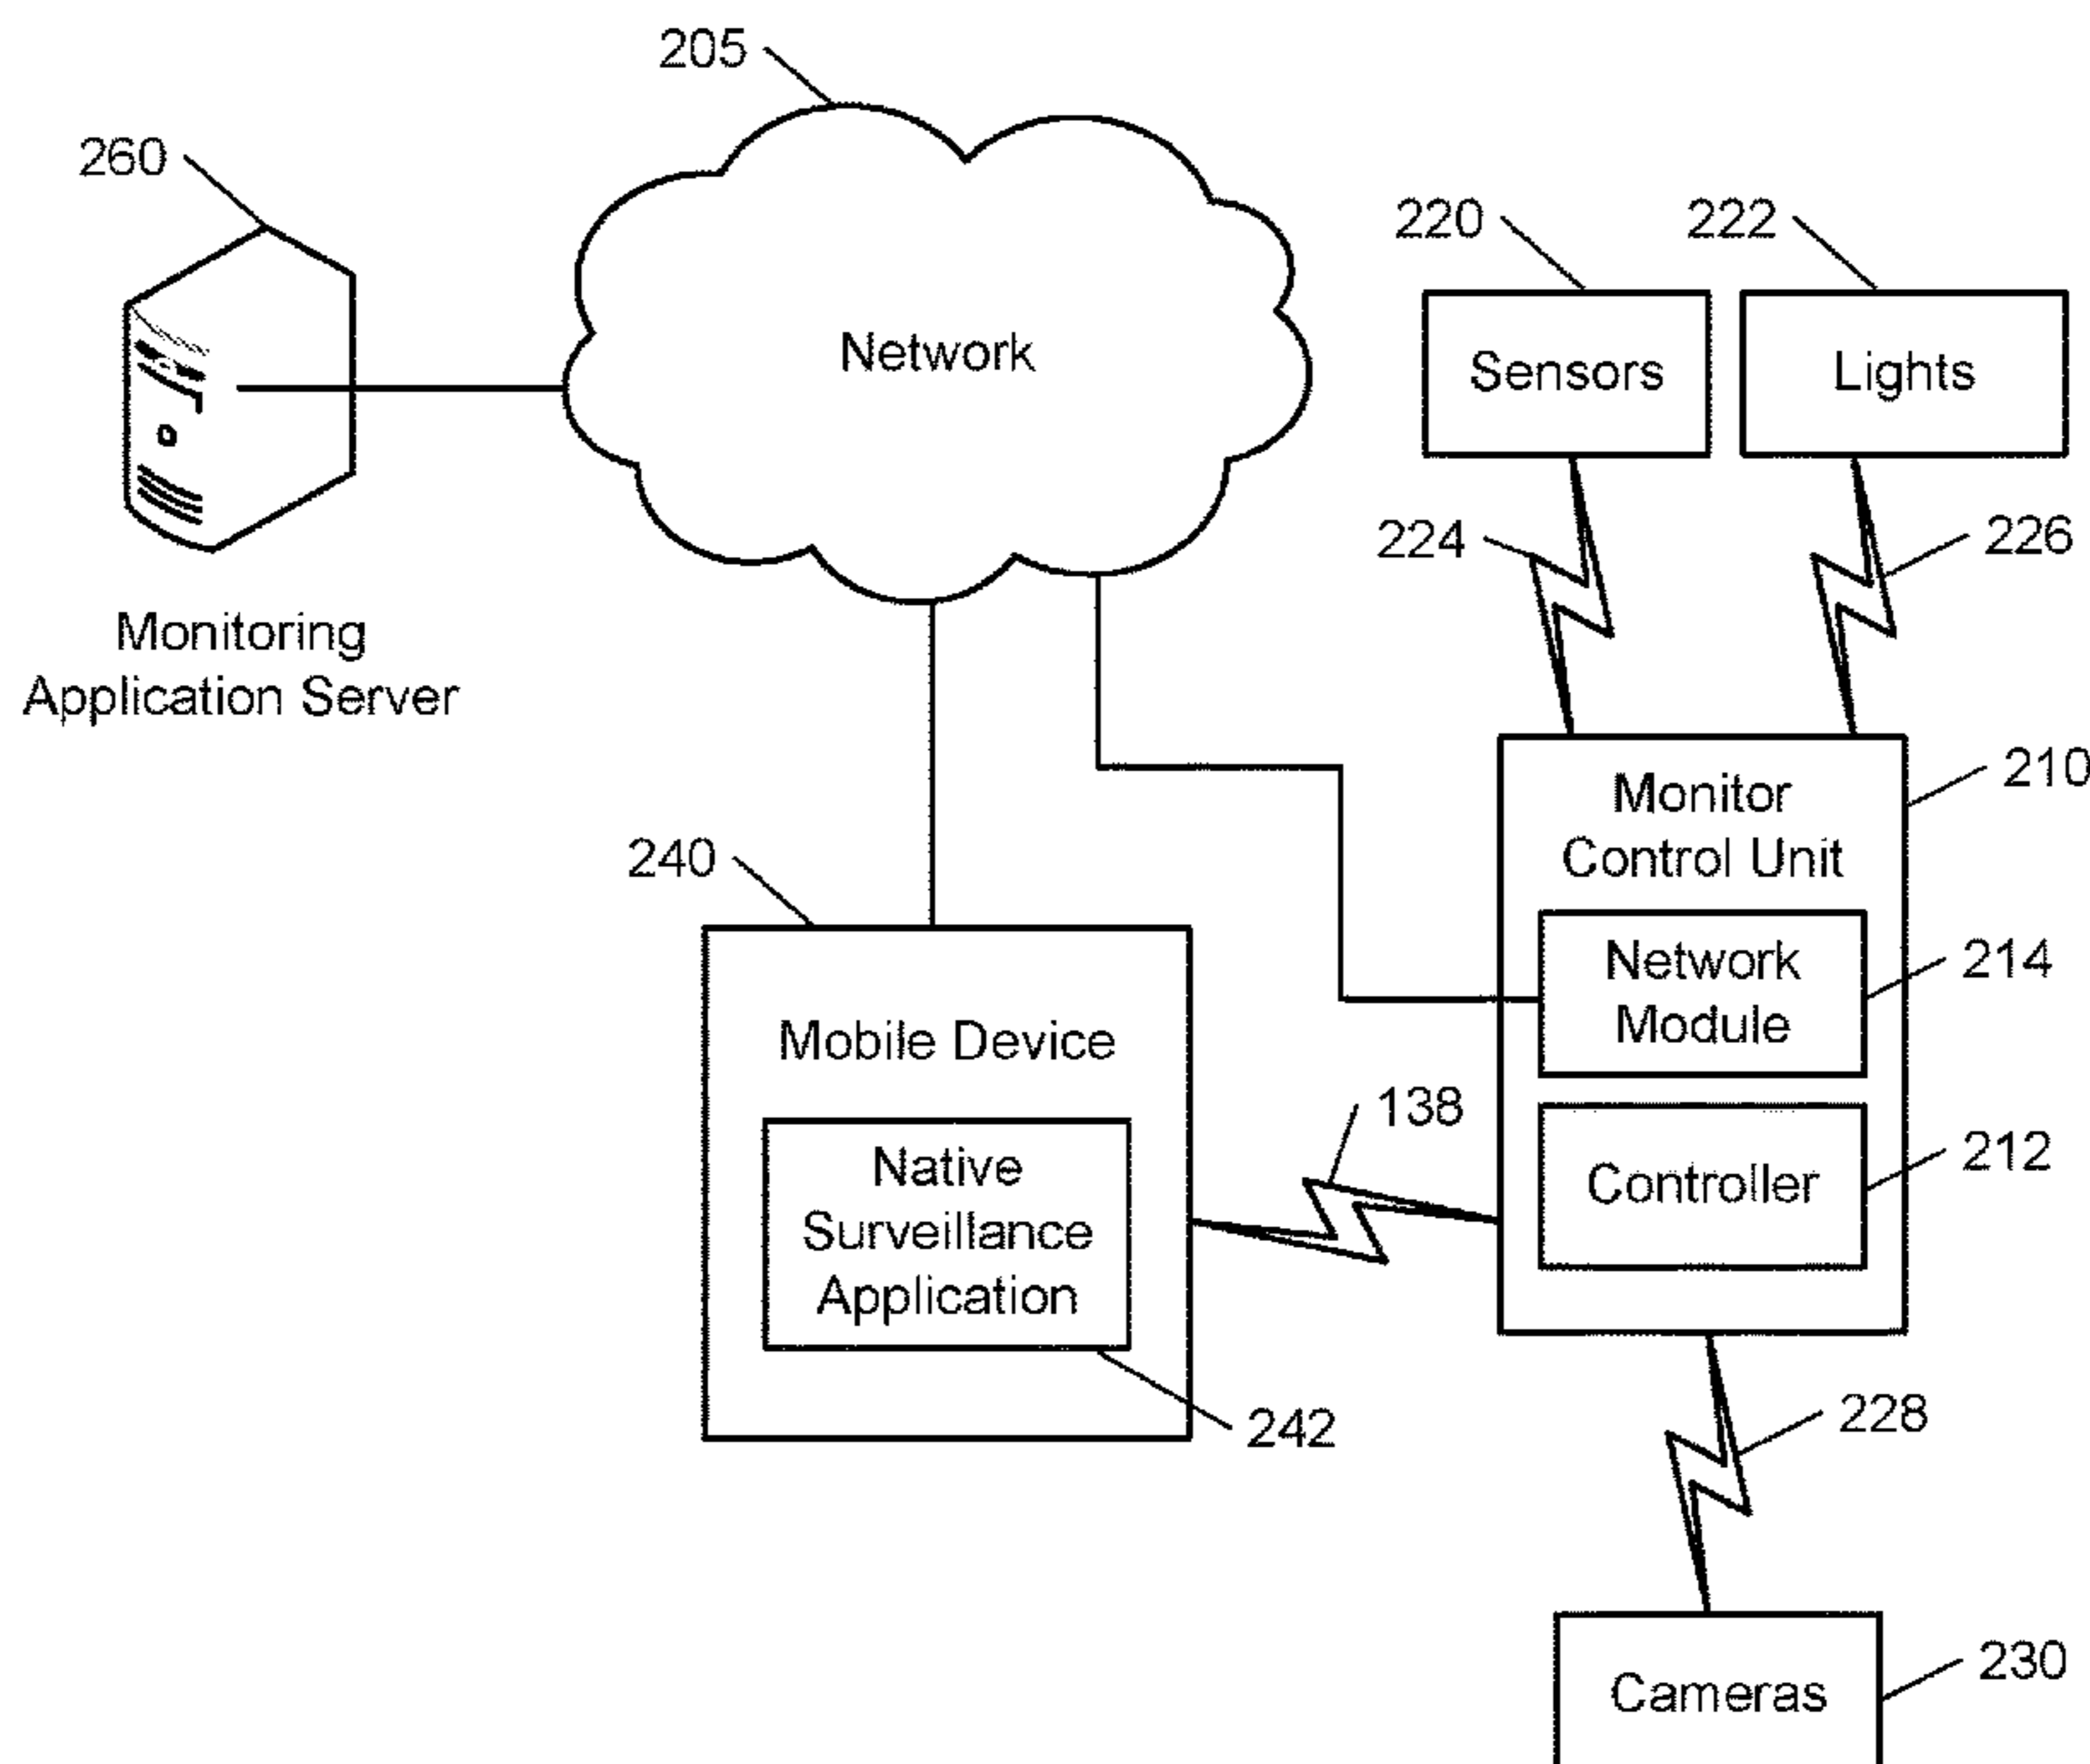 205
260
Network
220
222
Sensors
Lights
224
226
Monitoring
Application Server
210
Monitor
Control Unit
240
Network
Module
214
Mobile Device
138
Controller
212
Native
Surveillance
Application
242
228
230
Cameras